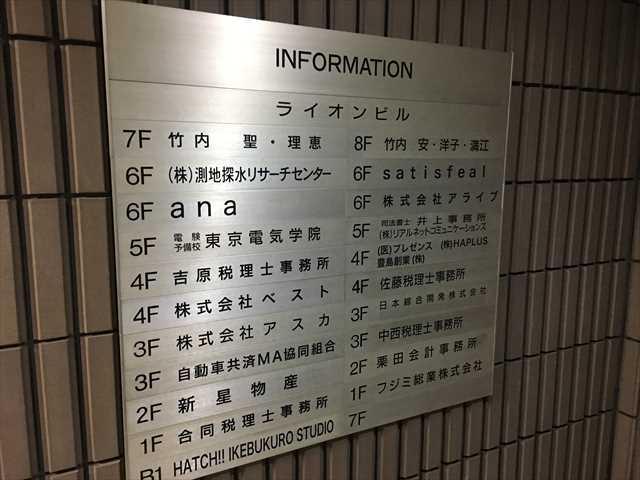 INFORMATION
ライオンビル
7F 竹内 聖・理恵
6F (株)測地探水リサーチセンター
6F ana
5F 電験予備校 東京電気学院
4F 吉原税理士事務所
4F 株式会社ベスト
3F 株式会社アスカ
3F 自動車共済MA協同組合
2F 新星物産
1F 合同税理士事務所
B1 HATCH!! IKEBUKURO STUDIO
8F 竹内 安・洋子・満江
6F satisfeal
6F 株式会社アライブ
5F 司法書士 井上事務所
(株)リアルネットコミュニケーションズ
4F (医)プレゼンス (株)HAPLUS
豊島創業(株)
4F 佐藤税理士事務所
3F 日本綜合開発株式会社
3F 中西税理士事務所
2F 栗田会計事務所
1F フジミ総業株式会社
7F